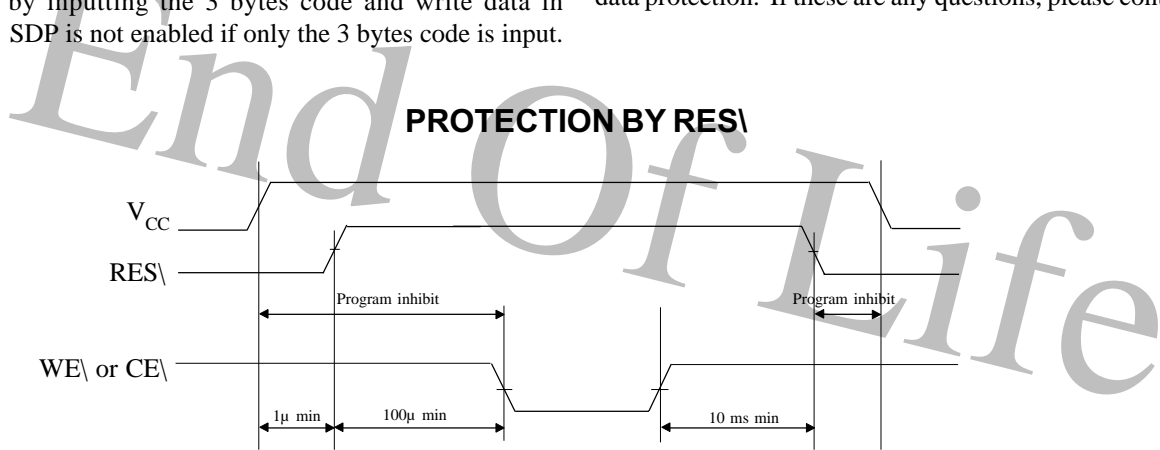 by inputting the 3 bytes code and write data in
SDP is not enabled if only the 3 bytes code is input.
data protection. If these are any questions, please cont
End Of Life
PROTECTION BY RES\
VCC
RES\
Program inhibit
Program inhibit
WE\ or CE\
1μ min
100μ min
10 ms min